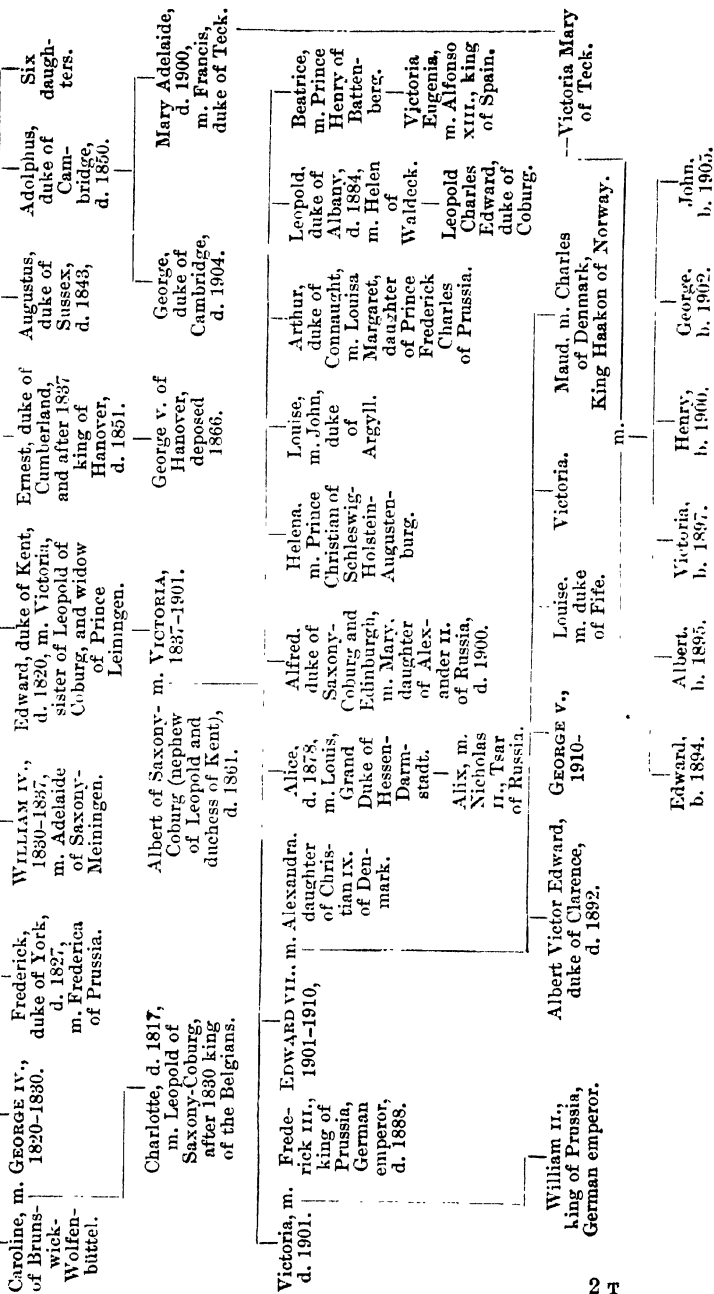 Caroline, m. GEORGE IV.,
of Bruns- 1820-1830.
wick-
Wolfen-
büttel.
Frederick,
duke of York,
d. 1827,
m. Frederica
of Prussia.
WILLIAM IV.,
1830-1837,
m. Adelaide
of Saxony-
Meiningen.
Edward, duke of Kent,
d. 1820, m. Victoria,
sister of Leopold of
Coburg, and widow
of Prince
Leiningen.
Ernest, duke of
Cumberland,
and after 1837
king of
Hanover,
d. 1851.
Augustus,
duke of
Sussex,
d. 1843,
Adolphus,
duke of
Cam-
bridge,
d. 1850.
Six
daugh-
ters.
Charlotte, d. 1817,
m. Leopold of
Saxony-Coburg,
after 1830 king
of the Belgians.
Albert of Saxony- m. VICTORIA,
Coburg (nephew 1837-1901.
of Leopold and
duchess of Kent),
d. 1861.
George V. of
Hanover,
deposed
1866.
George,
duke of
Cambridge,
d. 1904.
Mary Adelaide,
d. 1900,
m. Francis,
duke of Teck.
Victoria, m. Frede-
d. 1901. rick III.,
king of
Prussia,
German
emperor,
d. 1888.
EDWARD VII., m. Alexandra.
1901-1910, daughter
of Chris-
tian IX.
of Den-
mark.
Alice,
d. 1878,
m. Louis,
Grand
Duke of
Hessen-
Darm-
stadt.
Alfred,
duke of
Saxony-
Coburg and
Edinburgh,
m. Mary,
daughter
of Alex-
ander II.
of Russia,
d. 1900.
Helena.
m. Prince
Christian of
Schleswig-
Holstein-
Augusten-
burg.
Louise,
m. John,
duke
of
Argyll.
Arthur,
duke of
Connaught,
m. Louisa
Margaret,
daughter
of Prince
Frederick
Charles
of Prussia.
Leopold,
duke of
Albany,
d. 1884,
m. Helen
of
Waldeck.
Beatrice,
m. Prince
Henry of
Batten-
berg.
Alix, m.
Nicholas
II., Tsar
of Russia.
Leopold
Charles
Edward,
duke of
Coburg.
Victoria
Eugenia,
m. Alfonso
XIII., king
of Spain.
William II.,
king of Prussia,
German emperor.
Albert Victor Edward,
duke of Clarence,
d. 1892.
GEORGE V.,
1910-
Louise.
m. duke
of Fife.
Victoria.
Maud, m. Charles
of Denmark,
King Haakon of Norway.
Victoria Mary
of Teck.
m.
Edward,
b. 1894.
Albert.
b. 1895.
Victoria,
b. 1897.
Henry,
b. 1900.
George.
b. 1902.
John.
b. 1905.
2 T